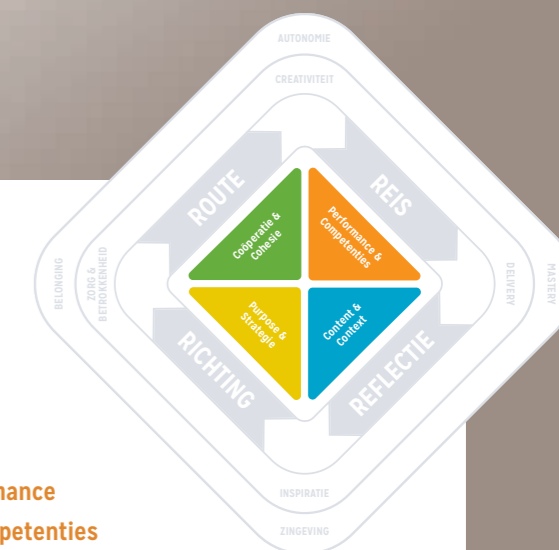 AUTONOMIE
CREATIVITEIT
ROUTE
REIS
Coöperatie &
Cohesie
Performance &
Competenties
BELONGING
ZORG &
BETROKKENHEID
DELIVERY
MASTERY
Purpose &
Strategie
Content &
Context
RICHTING
REFLECTIE
INSPIRATIE
ZINGEVING
nance
petenties